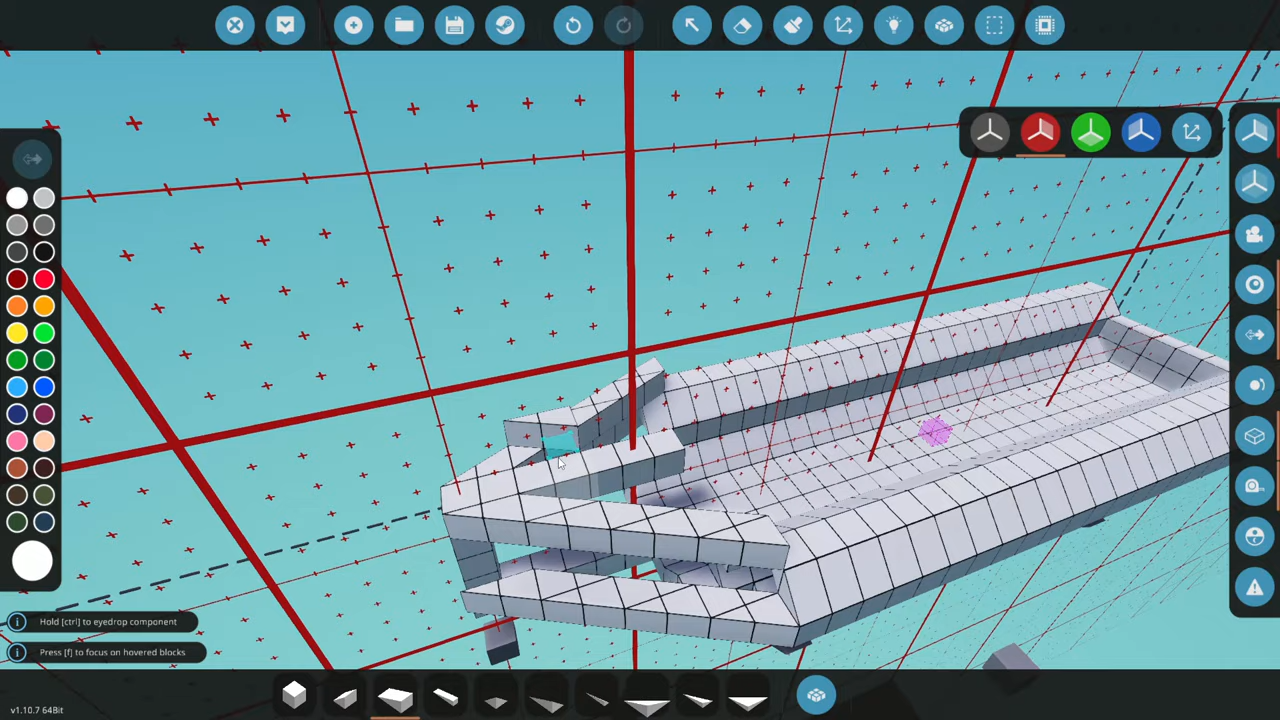 Hold [ctrl] to eyedrop component
Press [f] to focus on hovered blocks
v1.10.7 64Bit